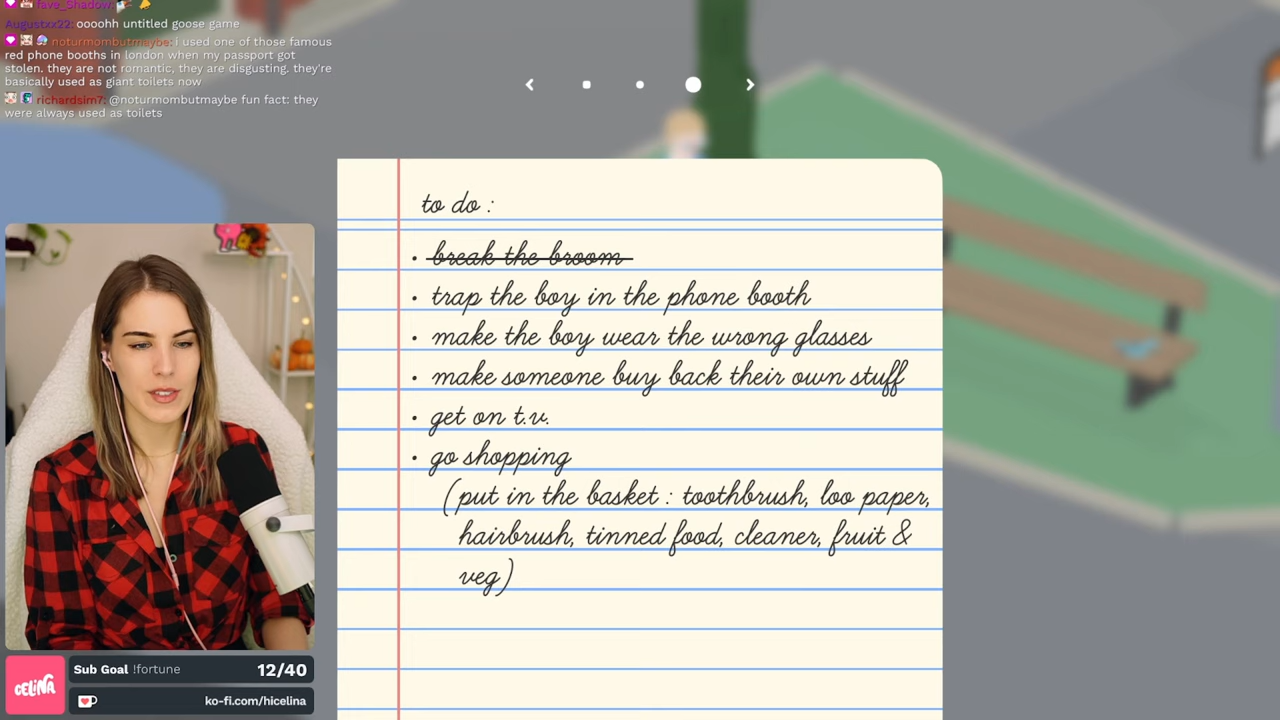 fave_Shadow:
Augustxx22: oooohh untitled goose game
noturmombutmaybe: i used one of those famous
red phone booths in london when my passport got
stolen. they are not romantic, they are disgusting. they're
basically used as giant toilets now
richardsim7: @noturmombutmaybe fun fact: they
were always used as toilets
to do :
• break the broom
• trap the boy in the phone booth
• make the boy wear the wrong glasses
• make someone buy back their own stuff
• get on t.v.
• go shopping
(put in the basket : toothbrush, loo paper,
hairbrush, tinned food, cleaner, fruit &
veg)
CELINA
Sub Goal !fortune 12/40
ko-fi.com/hicelina